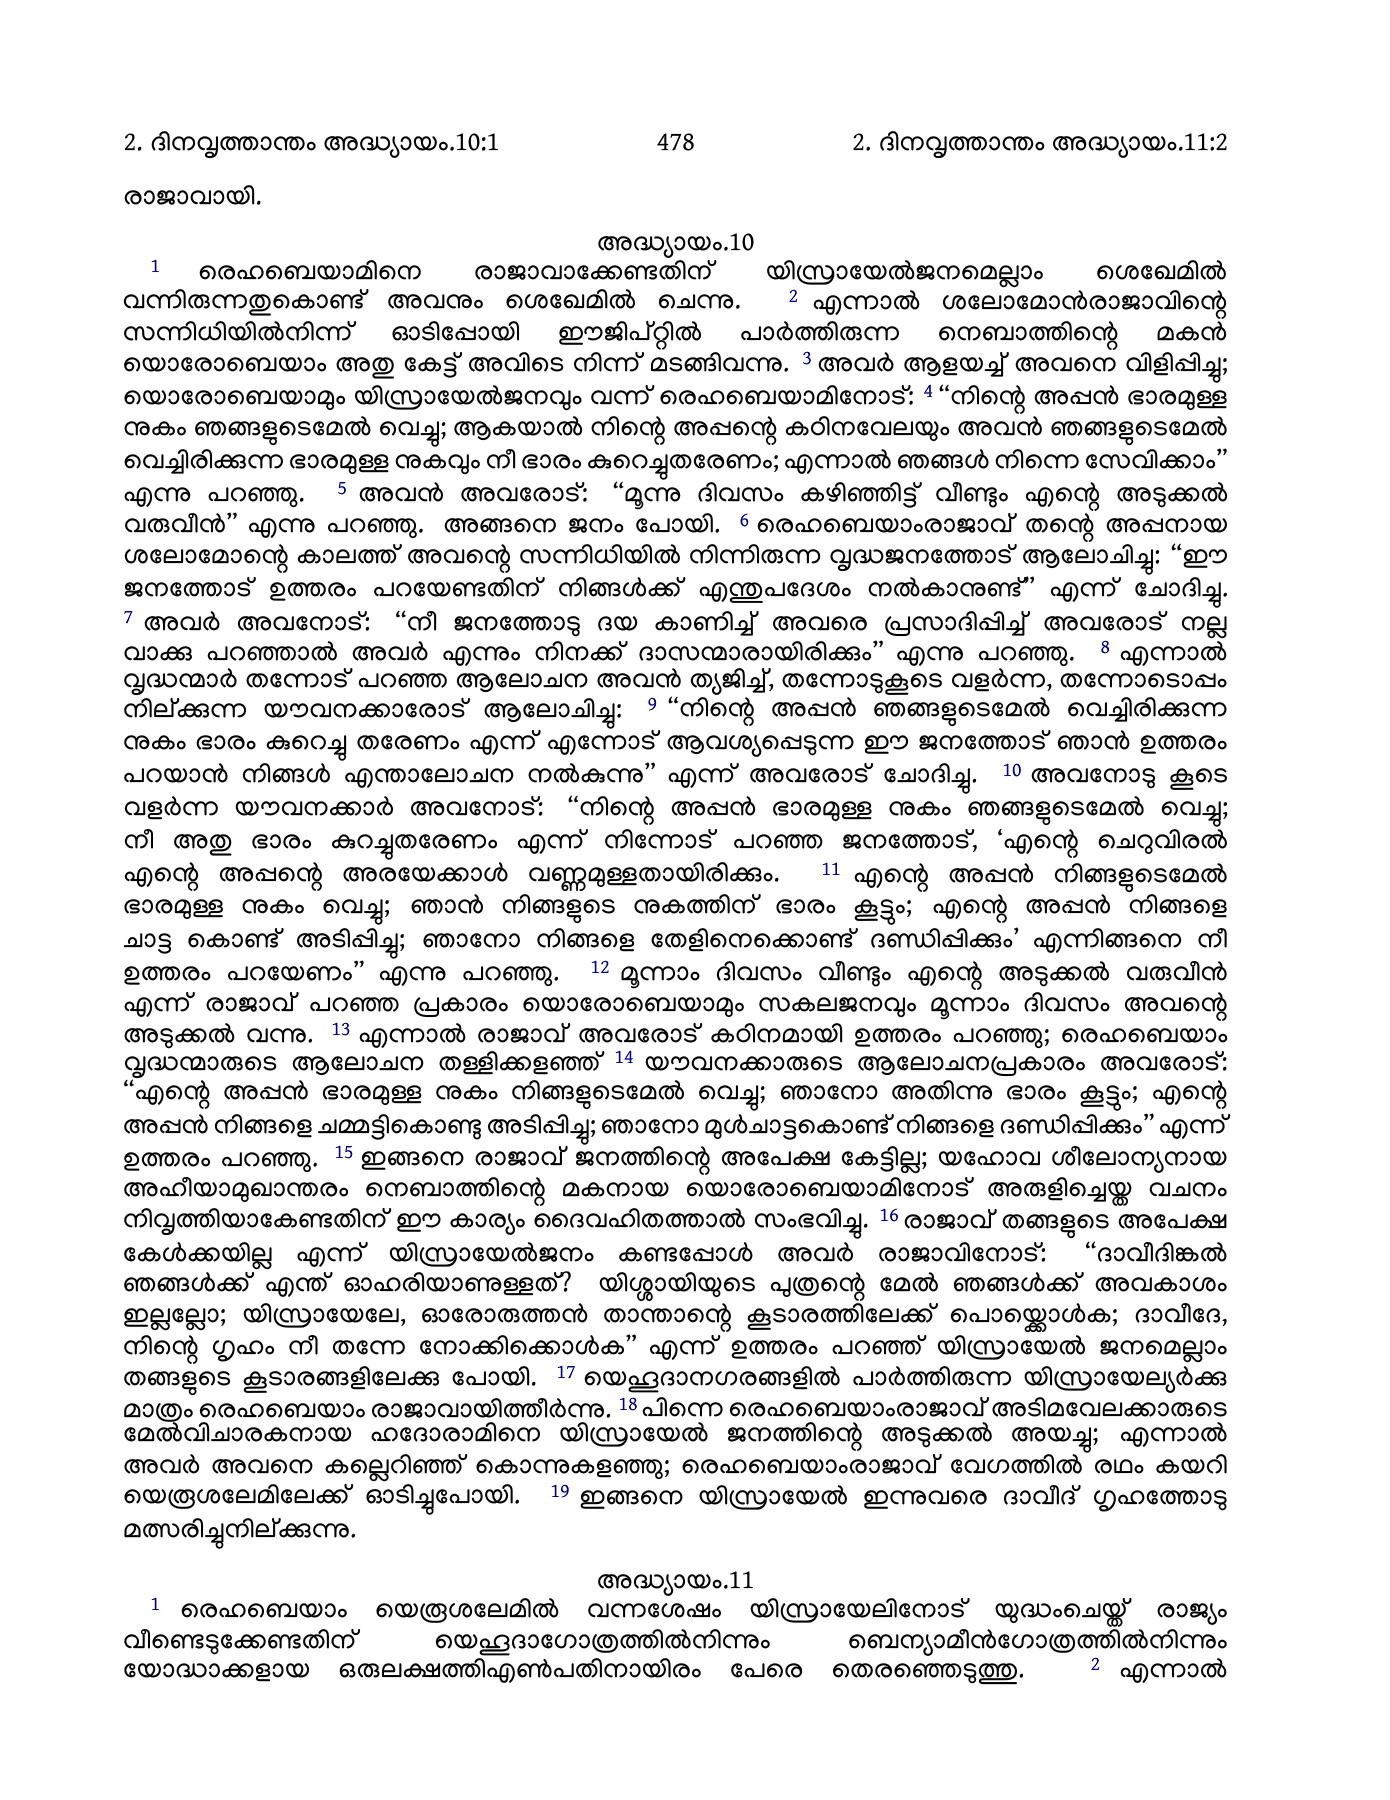 2. ദിനവൃത്താന്തം അദ്ധ്യായം.10:1 478 2. ദിനവൃത്താന്തം അദ്ധ്യായം.11:2
രാജാവായി.
അദ്ധ്യായം.10
1 രെഹബെയാമിനെ രാജാവാക്കേണ്ടതിന് യിസ്രായേൽജനമെല്ലാം ശെഖേമിൽ
വന്നിരുന്നതുകൊണ്ട് അവനും ശെഖേമിൽ ചെന്നു. 2 എന്നാൽ ശലോമോൻരാജാവിന്റെ
സന്നിധിയിൽനിന്ന് ഓടിപ്പോയി ഈജിപ്റ്റിൽ പാർത്തിരുന്ന നെബാത്തിന്റെ മകൻ
യൊരോബെയാം അതു കേട്ട് അവിടെ നിന്ന് മടങ്ങിവന്നു. 3 അവർ ആളയച്ച് അവനെ വിളിപ്പിച്ചു;
യൊരോബെയാമും യിസ്രായേൽജനവും വന്ന് രെഹബെയാമിനോട്: 4 “നിന്റെ അപ്പൻ ഭാരമുള്ള
നുകം ഞങ്ങളുടെമേൽ വെച്ചു; ആകയാൽ നിന്റെ അപ്പന്റെ കഠിനവേലയും അവൻ ഞങ്ങളുടെമേൽ
വെച്ചിരിക്കുന്ന ഭാരമുള്ള നുകവും നീ ഭാരം കുറെച്ചുതരേണം; എന്നാൽ ഞങ്ങൾ നിന്നെ സേവിക്കാം”
എന്നു പറഞ്ഞു. 5 അവൻ അവരോട്: “മൂന്നു ദിവസം കഴിഞ്ഞിട്ട് വീണ്ടും എന്റെ അടുക്കൽ
വരുവീൻ” എന്നു പറഞ്ഞു. അങ്ങനെ ജനം പോയി. 6 രെഹബെയാംരാജാവ് തന്റെ അപ്പനായ
ശലോമോന്റെ കാലത്ത് അവന്റെ സന്നിധിയിൽ നിന്നിരുന്ന വൃദ്ധജനത്തോട് ആലോചിച്ചു: “ഈ
ജനത്തോട് ഉത്തരം പറയേണ്ടതിന് നിങ്ങൾക്ക് എന്തുപദേശം നൽകാനുണ്ട്” എന്ന് ചോദിച്ചു.
7 അവർ അവനോട്: “നീ ജനത്തോടു ദയ കാണിച്ച് അവരെ പ്രസാദിപ്പിച്ച് അവരോട് നല്ല
വാക്കു പറഞ്ഞാൽ അവർ എന്നും നിനക്ക് ദാസന്മാരായിരിക്കും” എന്നു പറഞ്ഞു. 8 എന്നാൽ
വൃദ്ധന്മാർ തന്നോട് പറഞ്ഞ ആലോചന അവൻ ത്യജിച്ച്, തന്നോടുകൂടെ വളർന്ന, തന്നോടൊപ്പം
നില്ക്കുന്ന യൗവനക്കാരോട് ആലോചിച്ചു: 9 “നിന്റെ അപ്പൻ ഞങ്ങളുടെമേൽ വെച്ചിരിക്കുന്ന
നുകം ഭാരം കുറെച്ചു തരേണം എന്ന് എന്നോട് ആവശ്യപ്പെടുന്ന ഈ ജനത്തോട് ഞാൻ ഉത്തരം
പറയാൻ നിങ്ങൾ എന്താലോചന നൽകുന്നു” എന്ന് അവരോട് ചോദിച്ചു. 10 അവനോടു കൂടെ
വളർന്ന യൗവനക്കാർ അവനോട്: “നിന്റെ അപ്പൻ ഭാരമുള്ള നുകം ഞങ്ങളുടെമേൽ വെച്ചു;
നീ അതു ഭാരം കുറച്ചുതരേണം എന്ന് നിന്നോട് പറഞ്ഞ ജനത്തോട്, ‘എന്റെ ചെറുവിരൽ
എന്റെ അപ്പന്റെ അരയേക്കാൾ വണ്ണമുള്ളതായിരിക്കും. 11 എന്റെ അപ്പൻ നിങ്ങളുടെമേൽ
ഭാരമുള്ള നുകം വെച്ചു; ഞാൻ നിങ്ങളുടെ നുകത്തിന് ഭാരം കൂട്ടും; എന്റെ അപ്പൻ നിങ്ങളെ
ചാട്ട കൊണ്ട് അടിപ്പിച്ചു; ഞാനോ നിങ്ങളെ തേളിനെക്കൊണ്ട് ദണ്ഡിപ്പിക്കും’ എന്നിങ്ങനെ നീ
ഉത്തരം പറയേണം” എന്നു പറഞ്ഞു. 12 മൂന്നാം ദിവസം വീണ്ടും എന്റെ അടുക്കൽ വരുവീൻ
എന്ന് രാജാവ് പറഞ്ഞ പ്രകാരം യൊരോബെയാമും സകലജനവും മൂന്നാം ദിവസം അവന്റെ
അടുക്കൽ വന്നു. 13 എന്നാൽ രാജാവ് അവരോട് കഠിനമായി ഉത്തരം പറഞ്ഞു; രെഹബെയാം
വൃദ്ധന്മാരുടെ ആലോചന തള്ളിക്കളഞ്ഞ് 14 യൗവനക്കാരുടെ ആലോചനപ്രകാരം അവരോട്:
“എന്റെ അപ്പൻ ഭാരമുള്ള നുകം നിങ്ങളുടെമേൽ വെച്ചു; ഞാനോ അതിന്നു ഭാരം കൂട്ടും; എന്റെ
അപ്പൻ നിങ്ങളെ ചമ്മട്ടികൊണ്ടു അടിപ്പിച്ചു; ഞാനോ മുൾചാട്ടകൊണ്ട് നിങ്ങളെ ദണ്ഡിപ്പിക്കും” എന്ന്
ഉത്തരം പറഞ്ഞു. 15 ഇങ്ങനെ രാജാവ് ജനത്തിന്റെ അപേക്ഷ കേട്ടില്ല; യഹോവ ശീലോന്യനായ
അഹീയാമുഖാന്തരം നെബാത്തിന്റെ മകനായ യൊരോബെയാമിനോട് അരുളിച്ചെയ്ത വചനം
നിവൃത്തിയാകേണ്ടതിന് ഈ കാര്യം ദൈവഹിതത്താൽ സംഭവിച്ചു. 16 രാജാവ് തങ്ങളുടെ അപേക്ഷ
കേൾക്കയില്ല എന്ന് യിസ്രായേൽജനം കണ്ടപ്പോൾ അവർ രാജാവിനോട്: “ദാവീദിങ്കൽ
ഞങ്ങൾക്ക് എന്ത് ഓഹരിയാണുള്ളത്? യിശ്ശായിയുടെ പുത്രന്റെ മേൽ ഞങ്ങൾക്ക് അവകാശം
ഇല്ലല്ലോ; യിസ്രായേലേ, ഓരോരുത്തൻ താന്താന്റെ കൂടാരത്തിലേക്ക് പൊയ്ക്കൊൾക; ദാവീദേ,
നിന്റെ ഗൃഹം നീ തന്നേ നോക്കിക്കൊൾക” എന്ന് ഉത്തരം പറഞ്ഞ് യിസ്രായേൽ ജനമെല്ലാം
തങ്ങളുടെ കൂടാരങ്ങളിലേക്കു പോയി. 17 യെഹൂദാനഗരങ്ങളിൽ പാർത്തിരുന്ന യിസ്രായേല്യർക്കു
മാത്രം രെഹബെയാം രാജാവായിത്തീർന്നു. 18 പിന്നെ രെഹബെയാംരാജാവ് അടിമവേലക്കാരുടെ
മേൽവിചാരകനായ ഹദോരാമിനെ യിസ്രായേൽ ജനത്തിന്റെ അടുക്കൽ അയച്ചു; എന്നാൽ
അവർ അവനെ കല്ലെറിഞ്ഞ് കൊന്നുകളഞ്ഞു; രെഹബെയാംരാജാവ് വേഗത്തിൽ രഥം കയറി
യെരൂശലേമിലേക്ക് ഓടിച്ചുപോയി. 19 ഇങ്ങനെ യിസ്രായേൽ ഇന്നുവരെ ദാവീദ് ഗൃഹത്തോടു
മത്സരിച്ചുനില്ക്കുന്നു.
അദ്ധ്യായം.11
1 രെഹബെയാം യെരൂശലേമിൽ വന്നശേഷം യിസ്രായേലിനോട് യുദ്ധംചെയ്ത് രാജ്യം
വീണ്ടെടുക്കേണ്ടതിന് യെഹൂദാഗോത്രത്തിൽനിന്നും ബെന്യാമീൻഗോത്രത്തിൽനിന്നും
യോദ്ധാക്കളായ ഒരുലക്ഷത്തിഎൺപതിനായിരം പേരെ തെരഞ്ഞെടുത്തു. 2 എന്നാൽ